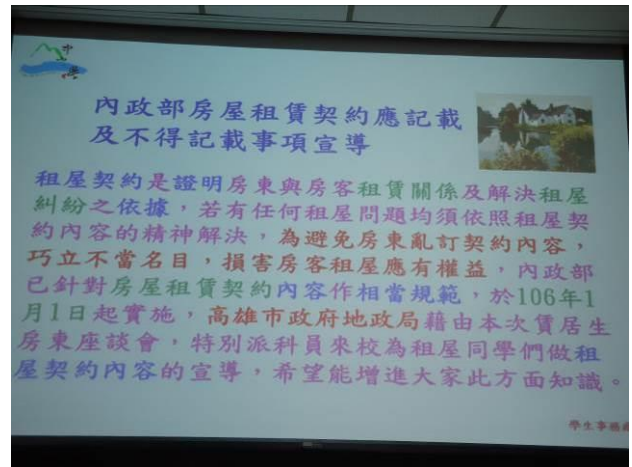 中
內政部房屋租賃契約應記載
及不得記載事項宣導
租屋契約是證明房東與房客租賃關係及解決租屋
糾紛之依據，若有任何租屋問題均須依照租屋契
約內容的精神解決，為避免房東亂訂契約內容，
巧立不當名目，損害房客租屋應有權益，內政部
已針對房屋租賃契約內容作相當規範，於106年1
月1日起實施，高雄市政府地政局藉由本次賃居生
房東座談會，特別派科員來校為租屋同學們做租
屋契約內容的宣導，希望能增進大家此方面知識。
學生事務處